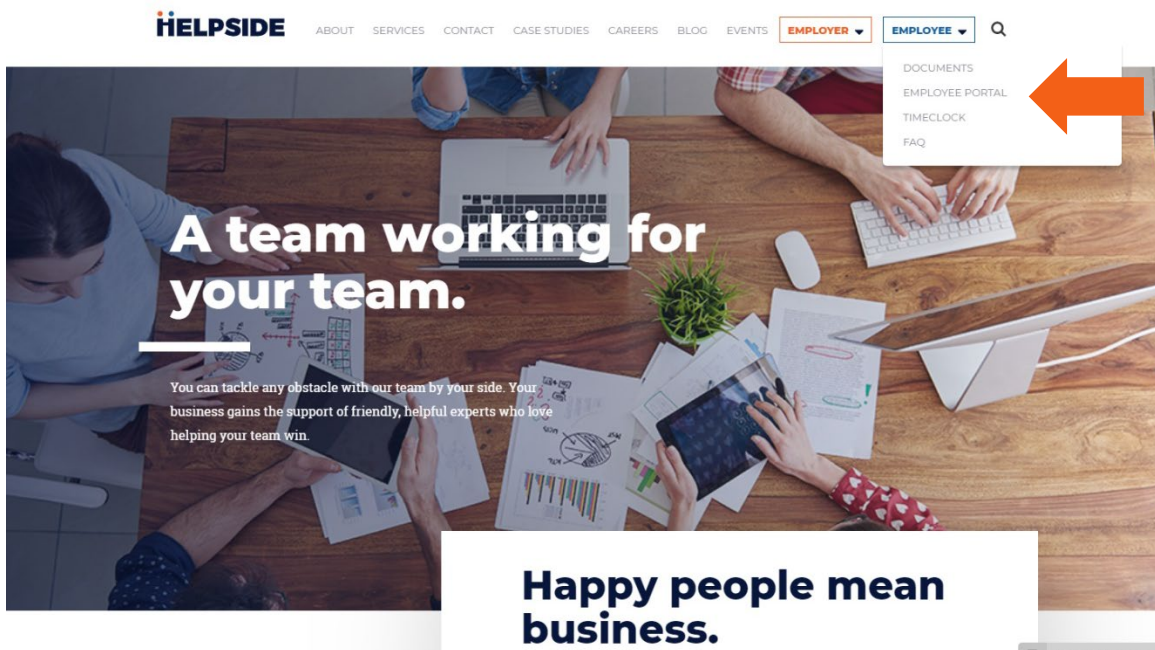 HELPSIDE
ABOUT SERVICES CONTACT CASE STUDIES CAREERS BLOG EVENTS EMPLOYER EMPLOYEE
DOCUMENTS
EMPLOYEE PORTAL
TIMECLOCK
FAQ
A team working for
your team.
You can tackle any obstacle with our team by your side. Your
business gains the support of friendly, helpful experts who love
helping your team win.
Happy people mean
business.